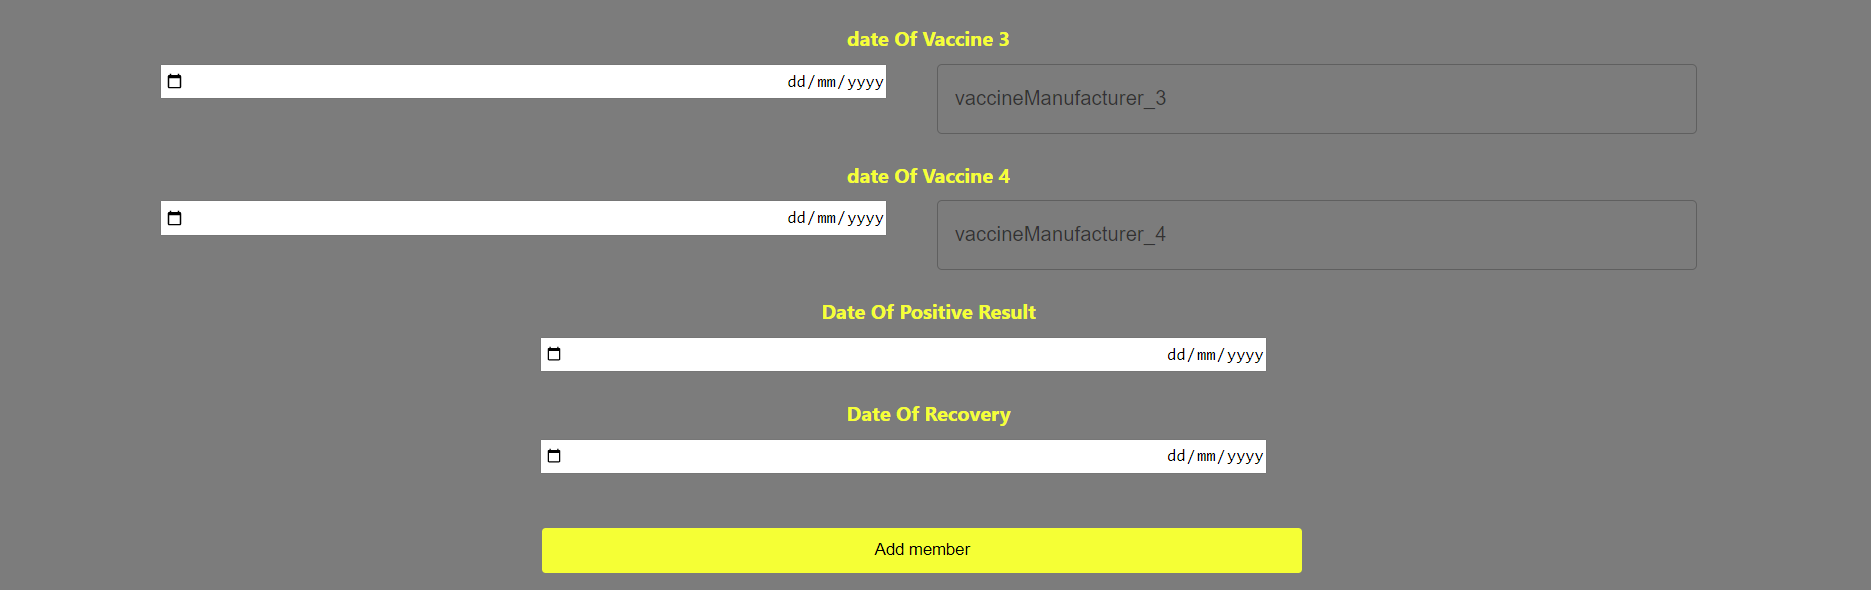 date Of Vaccine 3
dd/mm/yyyy
vaccineManufacturer_3
date Of Vaccine 4
dd/mm/yyyy
vaccineManufacturer_4
Date Of Positive Result
dd/mm/yyyy
Date Of Recovery
dd/mm/yyyy
Add member